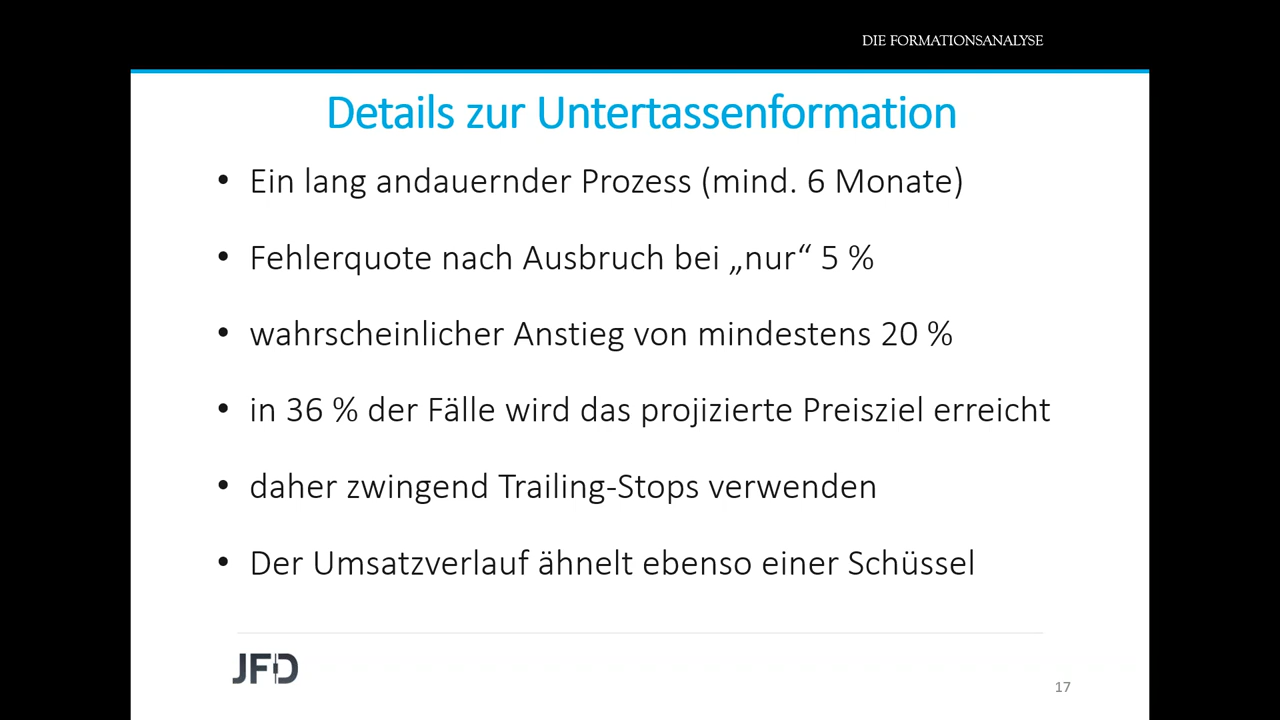 DIE FORMATIONSANALYSE
Details zur Untertassenformation
• Ein lang andauernder Prozess (mind. 6 Monate)
• Fehlerquote nach Ausbruch bei „nur“ 5 %
• wahrscheinlicher Anstieg von mindestens 20 %
• in 36 % der Fälle wird das projizierte Preisziel erreicht
• daher zwingend Trailing-Stops verwenden
• Der Umsatzverlauf ähnelt ebenso einer Schüssel
JFD
17